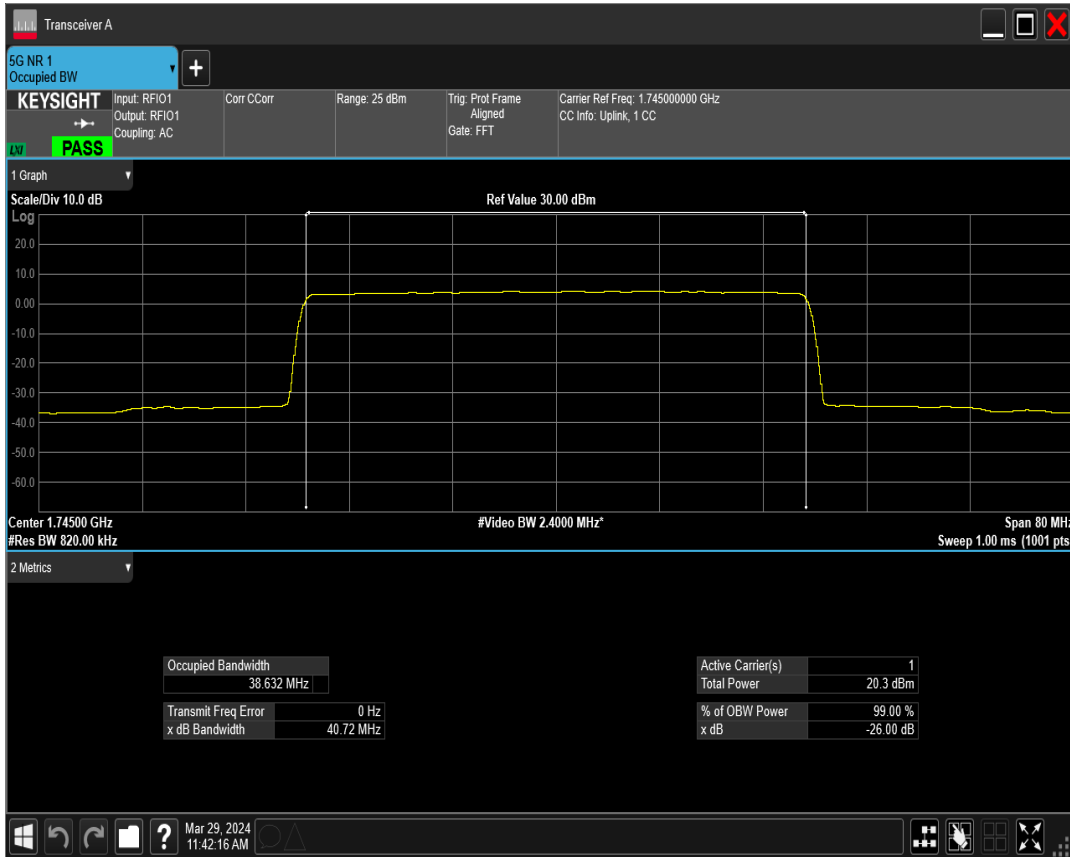 Transceiver A
5G NR 1
Occupied BW
KEYSIGHT
LXI
PASS
Input: RFIO1
Output: RFIO1
Coupling: AC
Corr CCorr
Range: 25 dBm
Trig: Prot Frame
Aligned
Gate: FFT
Carrier Ref Freq: 1.745000000 GHz
CC Info: Uplink, 1 CC
1 Graph
Scale/Div 10.0 dB
Ref Value 30.00 dBm
Log
20.0
10.0
0.00
-10.0
-20.0
-30.0
-40.0
-50.0
-60.0
Center 1.74500 GHz
#Video BW 2.4000 MHz*
Span 80 MHz
#Res BW 820.00 kHz
Sweep 1.00 ms (1001 pts
2 Metrics
Occupied Bandwidth
38.632 MHz
Transmit Freq Error 0 Hz
x dB Bandwidth 40.72 MHz
Active Carrier(s) 1
Total Power 20.3 dBm
% of OBW Power 99.00 %
x dB -26.00 dB
?
Mar 29, 2024
11:42:16 AM